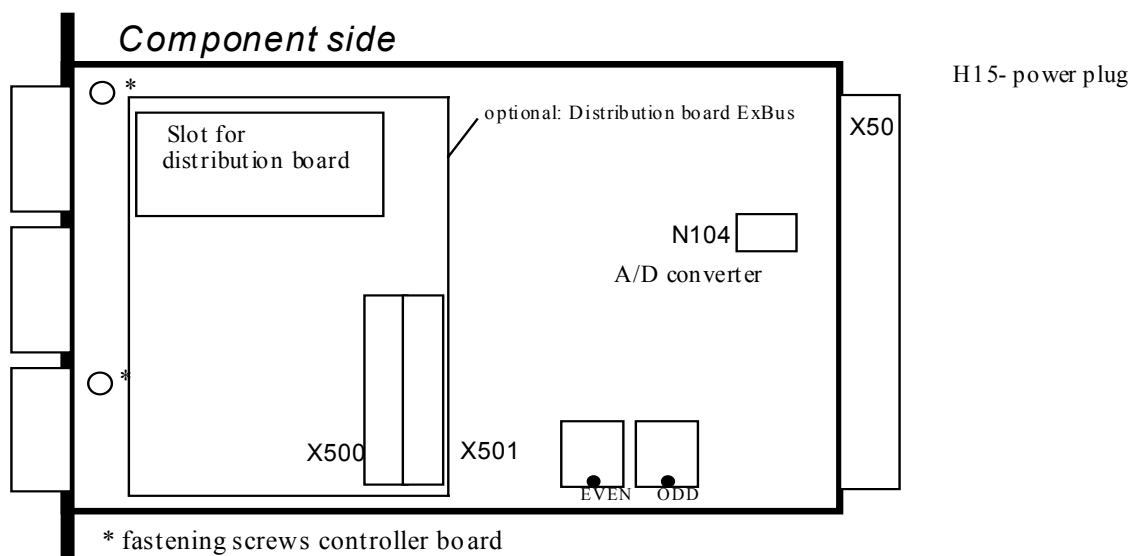 Component side
H15- power plug
*
optional: Distribution board ExBus
X50
Slot for
distribution board
N104
A/D converter
*
X500
X501
EVEN
ODD
* fastening screws controller board